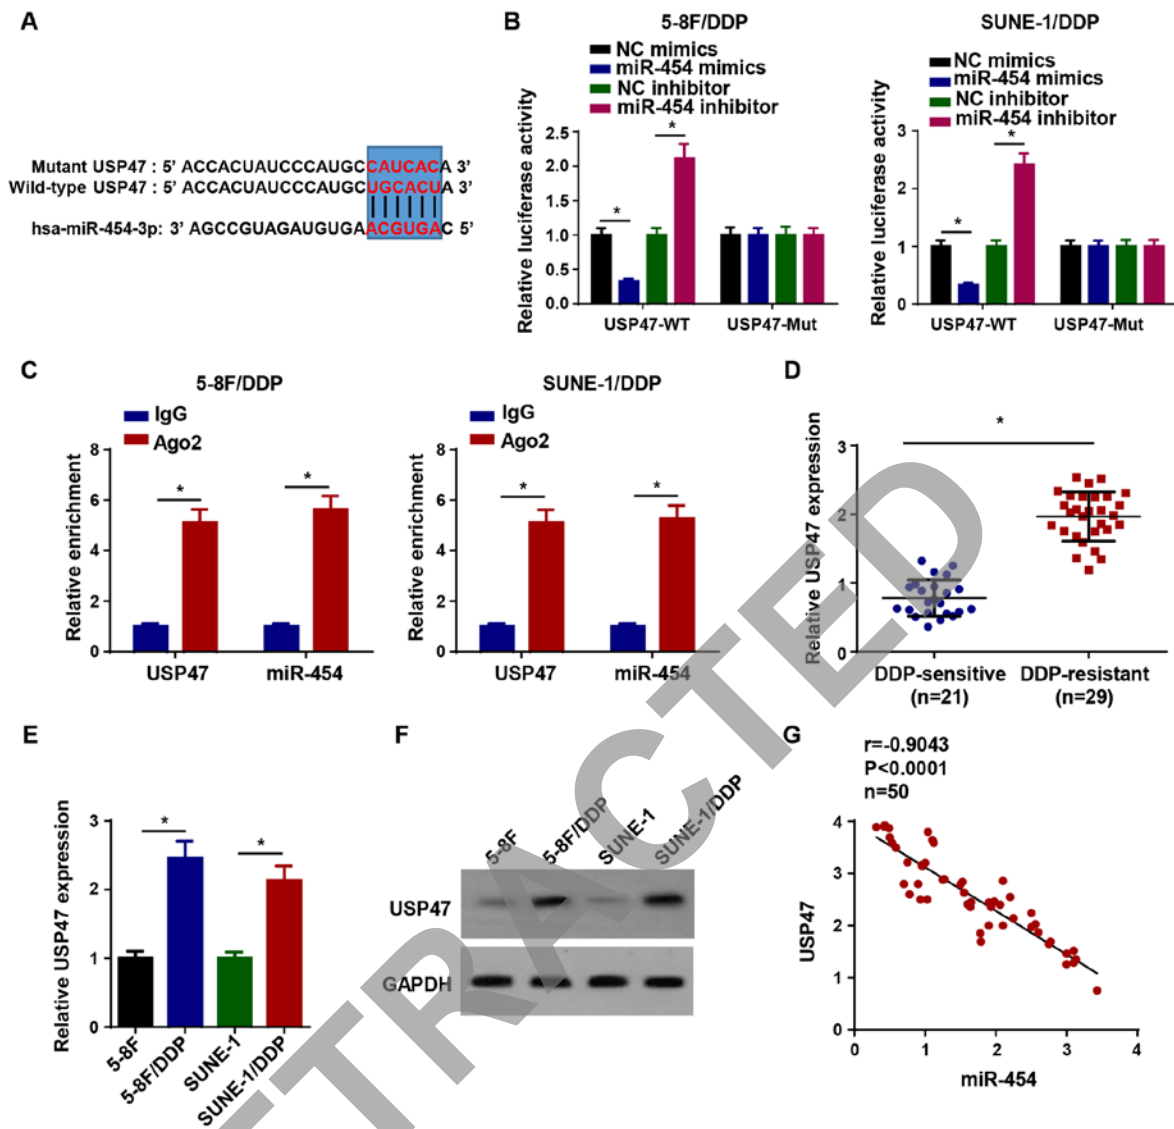 A
Mutant USP47 : 5' ACCACUAUCCCAUGCCAUCACA 3'
Wild-type USP47 : 5' ACCACUAUCCCAUGCUGCACUA 3'
hsa-miR-454-3p: 3' AGCCGUAGAUGUGAACGUGAC 5'
B
5-8F/DDP
NC mimics
miR-454 mimics
NC inhibitor
miR-454 inhibitor
Relative luciferase activity
2.5
2.0
1.5
1.0
0.5
0.0
*
*
USP47-WT
USP47-Mut
SUNE-1/DDP
NC mimics
miR-454 mimics
NC inhibitor
miR-454 inhibitor
Relative luciferase activity
3
2
1
0
*
*
USP47-WT
USP47-Mut
C
5-8F/DDP
IgG
Ago2
Relative enrichment
8
6
4
2
0
*
*
USP47
miR-454
SUNE-1/DDP
IgG
Ago2
Relative enrichment
8
6
4
2
0
*
*
USP47
miR-454
D
*
Relative USP47 expression
3
2
1
0
DDP-sensitive
(n=21)
DDP-resistant
(n=29)
E
Relative USP47 expression
3
2
1
0
*
*
5-8F
5-8F/DDP
SUNE-1
SUNE-1/DDP
F
5-8F
5-8F/DDP
SUNE-1
SUNE-1/DDP
USP47
GAPDH
G
r=-0.9043
P<0.0001
n=50
USP47
4
3
2
1
0
0
1
2
3
4
miR-454
TRACTED